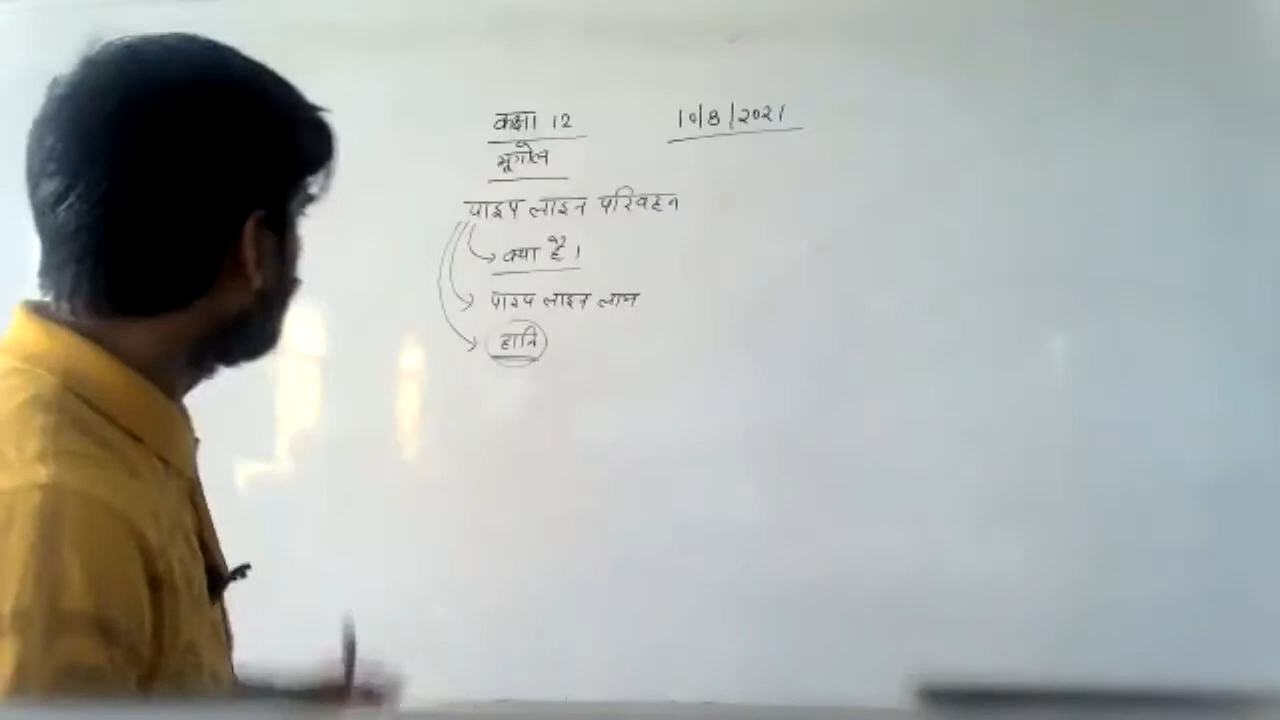 कक्षा 12 10/8/2021
भूगोल
पाइप लाइन परिवहन
क्या है।
पाइप लाइन लाभ
हानि